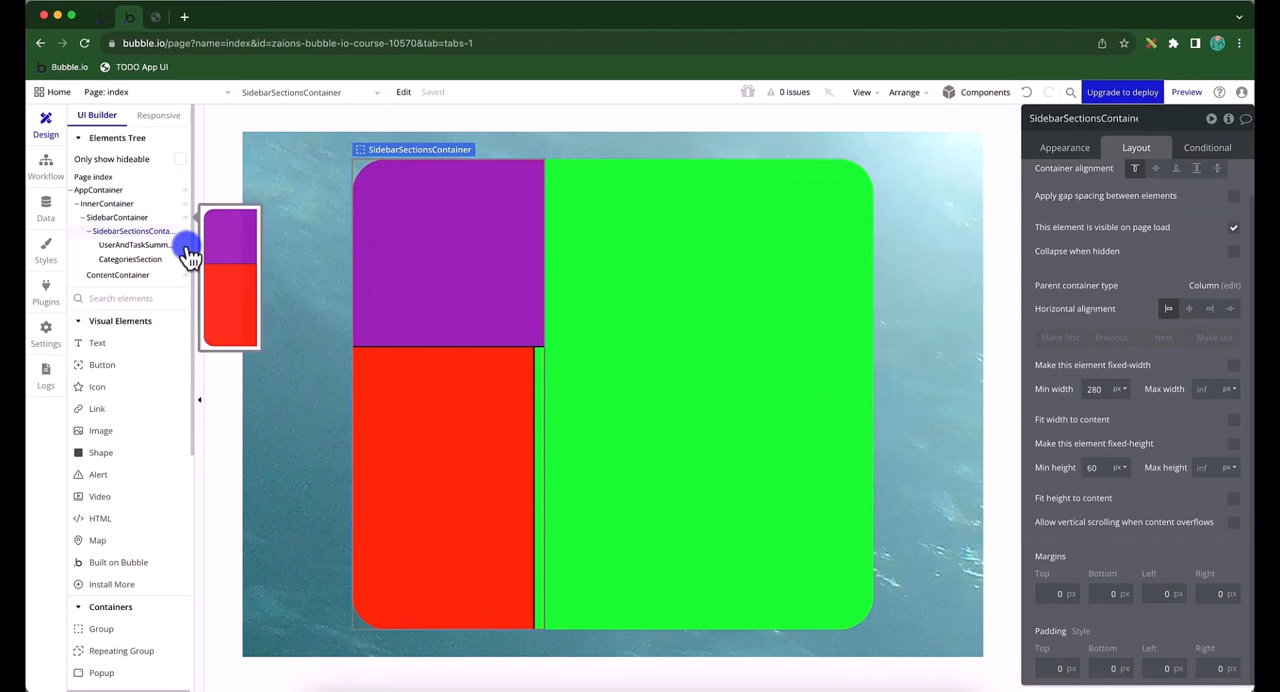 bubble.io/page?name=index&id=zaions-bubble-io-course-10570&tab=tabs-1
Bubble.io TODO App UI
Home Page: index SidebarSectionsContainer Edit Saved 0 issues View Arrange Components Upgrade to deploy Preview
Design
Workflow
Data
Styles
Plugins
Settings
Logs
UI Builder Responsive
Elements Tree
Only show hideable
Page index
AppContainer
InnerContainer
SidebarContainer
SidebarSectionsConta...
UserAndTaskSumm...
CategoriesSection
ContentContainer
Search elements
Visual Elements
Text
Button
Icon
Link
Image
Shape
Alert
Video
HTML
Map
Built on Bubble
Install More
Containers
Group
Repeating Group
Popup
SidebarSectionsContainer
SidebarSectionsContaine
Appearance Layout Conditional
Container alignment
Apply gap spacing between elements
This element is visible on page load
Collapse when hidden
Parent container type Column (edit)
Horizontal alignment
Make first Previous Next Make last
Make this element fixed-width
Min width 280 px Max width inf px
Fit width to content
Make this element fixed-height
Min height 60 px Max height inf px
Fit height to content
Allow vertical scrolling when content overflows
Margins
Top Bottom Left Right
0 px 0 px 0 px 0 px
Padding Style
Top Bottom Left Right
0 px 0 px 0 px 0 px